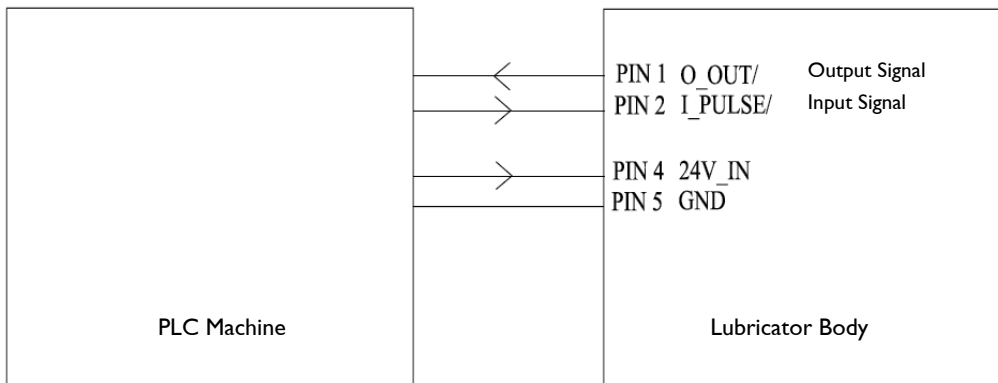 PIN 1 O_OUT/ Output Signal
PIN 2 I_PULSE/ Input Signal
PIN 4 24V_IN
PIN 5 GND
PLC Machine
Lubricator Body